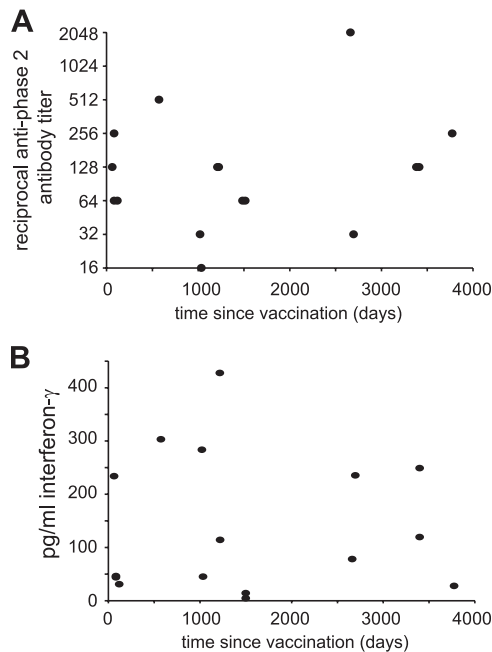 A
reciprocal anti-phase 2
antibody titer
2048
1024
512
256
128
64
32
16
0 1000 2000 3000 4000
time since vaccination (days)
B
pg/ml interferon-γ
400
300
200
100
0
0 1000 2000 3000 4000
time since vaccination (days)